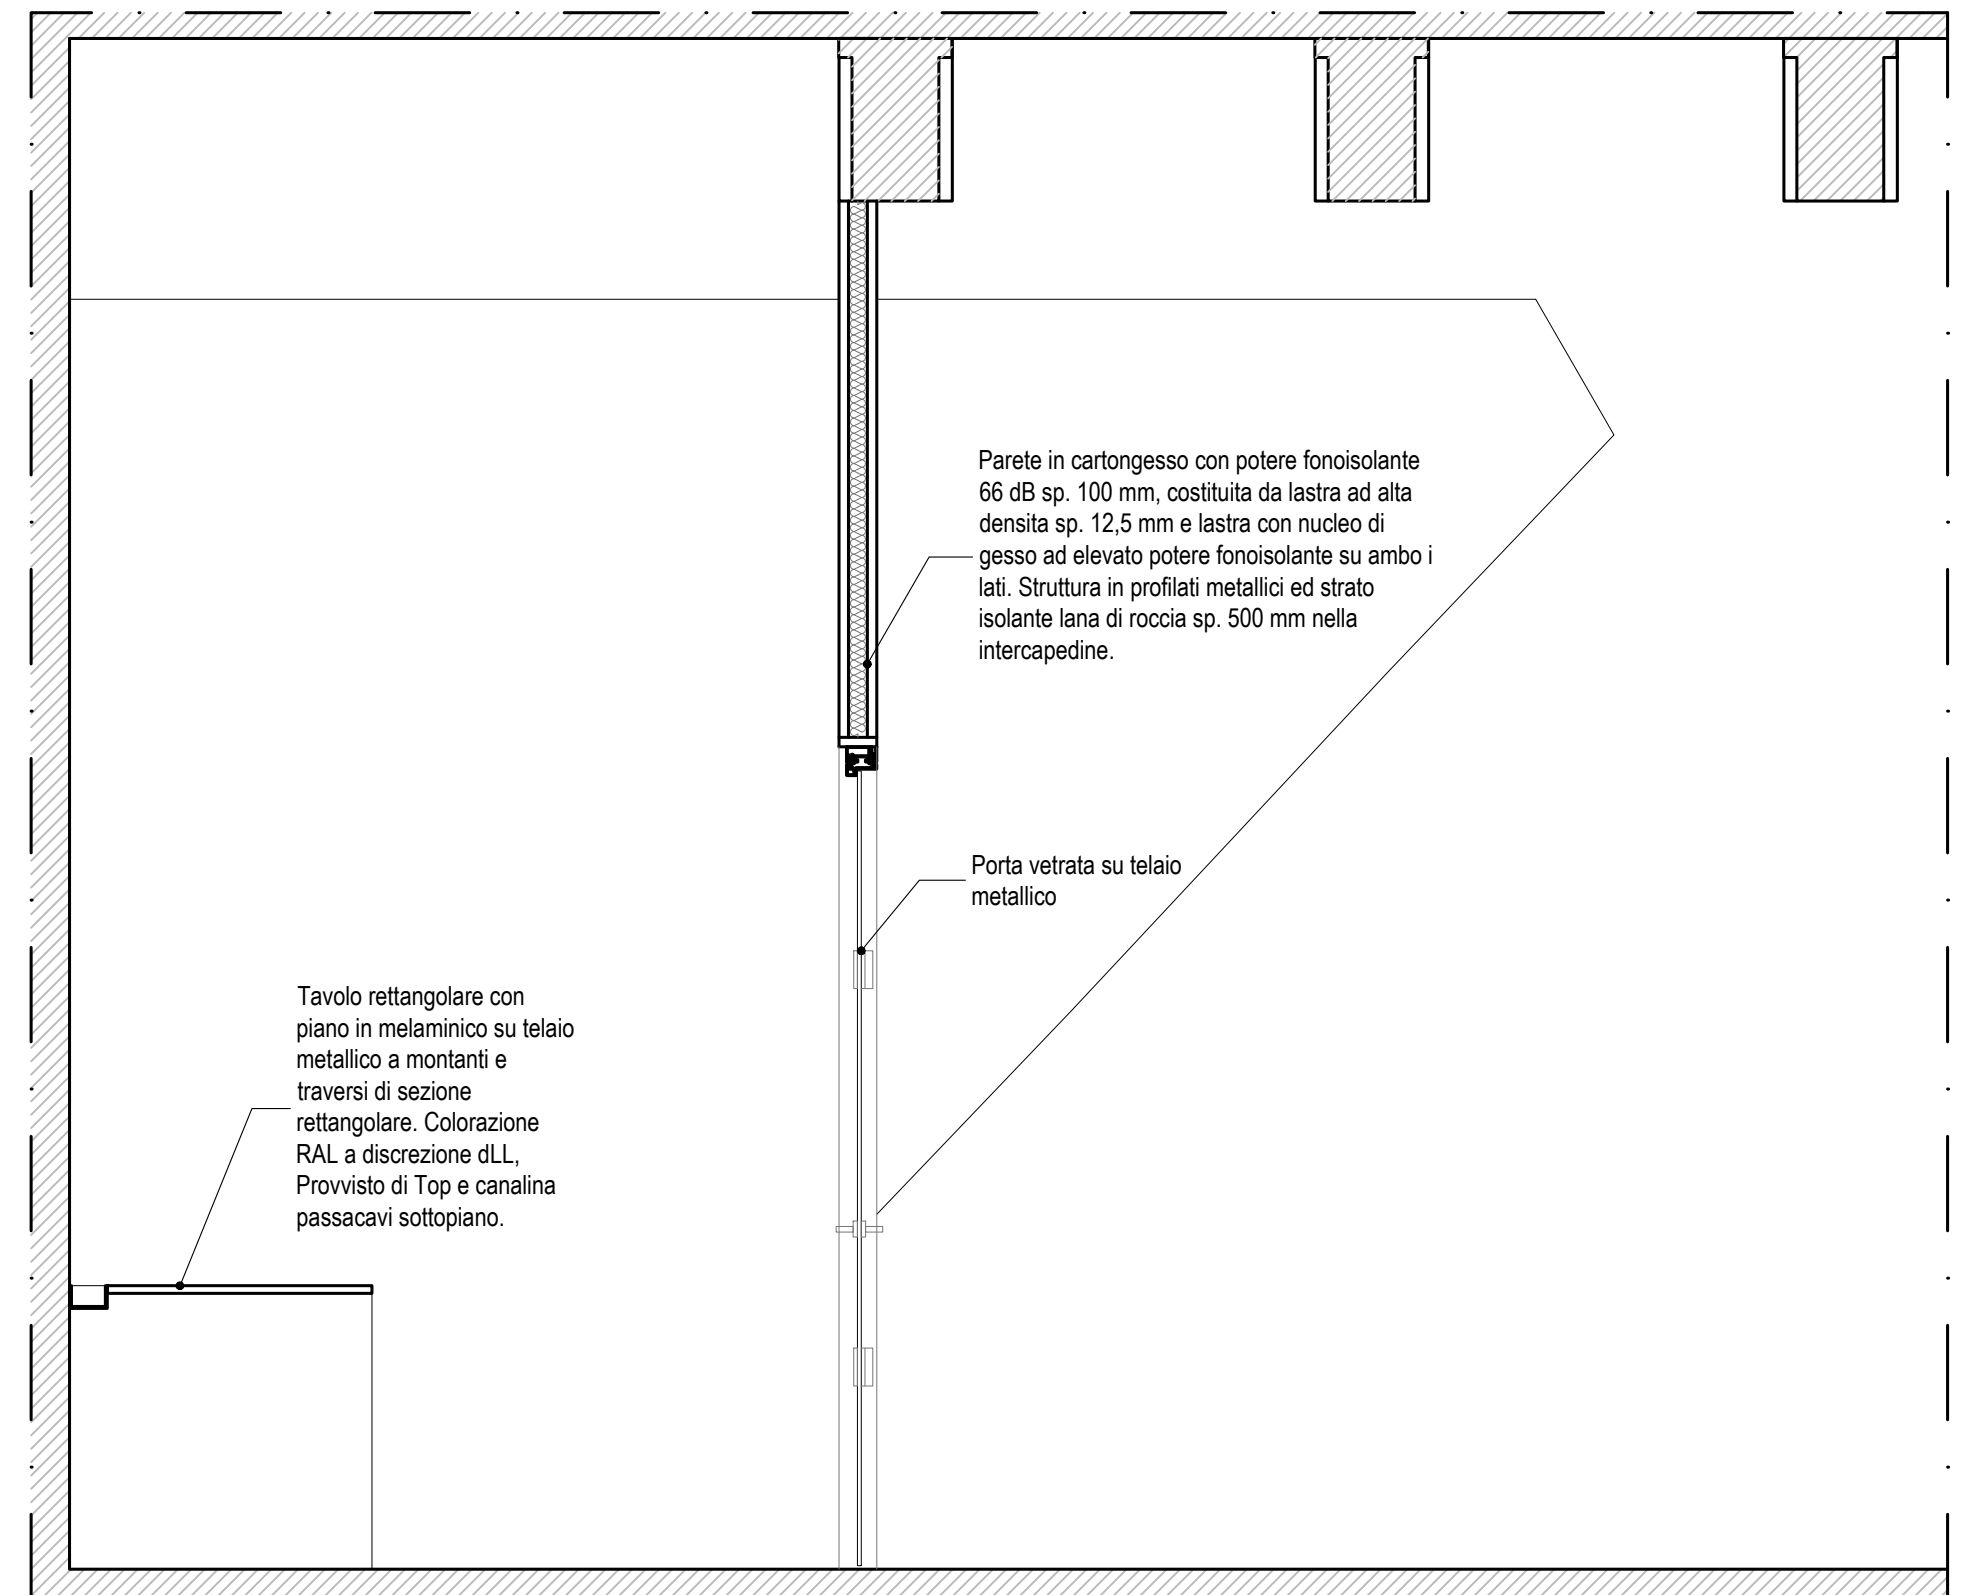 Parete in cartongesso con potere fonoisolante
66 dB sp. 100 mm, costituita da lastra ad alta
densita sp. 12,5 mm e lastra con nucleo di
gesso ad elevato potere fonoisolante su ambo i
lati. Struttura in profilati metallici ed strato
isolante lana di roccia sp. 500 mm nella
intercapedine.
Porta vetrata su telaio
metallico
Tavolo rettangolare con
piano in melaminico su telaio
metallico a montanti e
traversi di sezione
rettangolare. Colorazione
RAL a discrezione dLL,
Provvisto di Top e canalina
passacavi sottopiano.